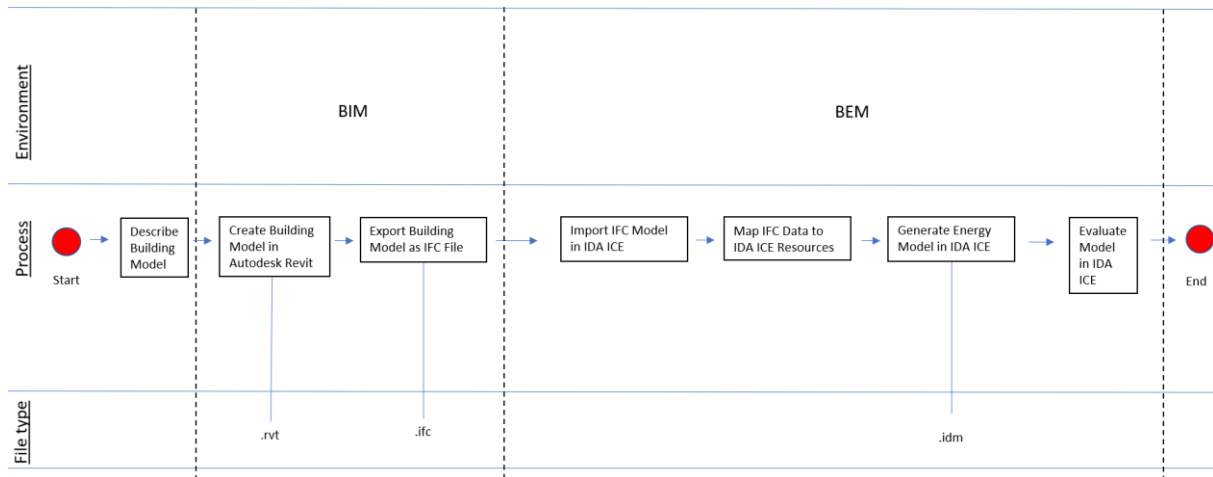 Environment
BIM
BEM
Process
Start
Describe
Building
Model
Create Building
Model in
Autodesk Revit
Export Building
Model as IFC File
Import IFC Model
in IDA ICE
Map IFC Data to
IDA ICE Resources
Generate Energy
Model in IDA ICE
Evaluate
Model
in IDA
ICE
End
File type
.rvt
.ifc
.idm